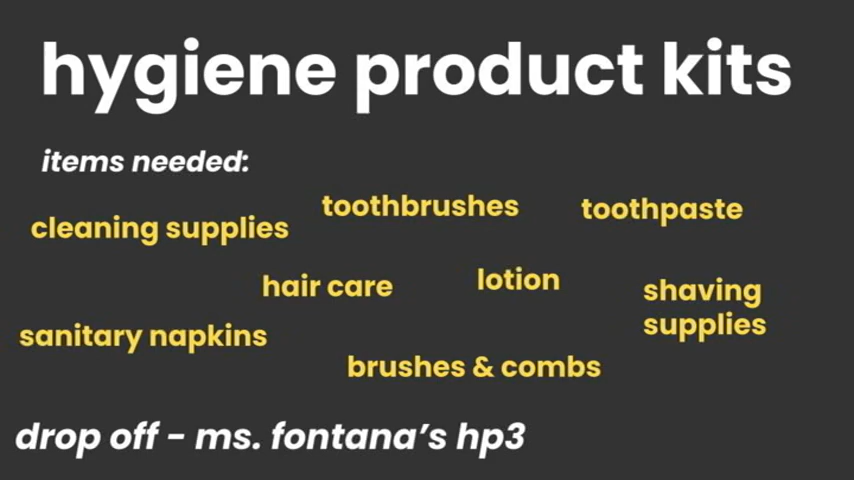 hygiene product kits
items needed:
toothbrushes
toothpaste
cleaning supplies
hair care
lotion
shaving
supplies
sanitary napkins
brushes & combs
drop off - ms. fontana's hp3